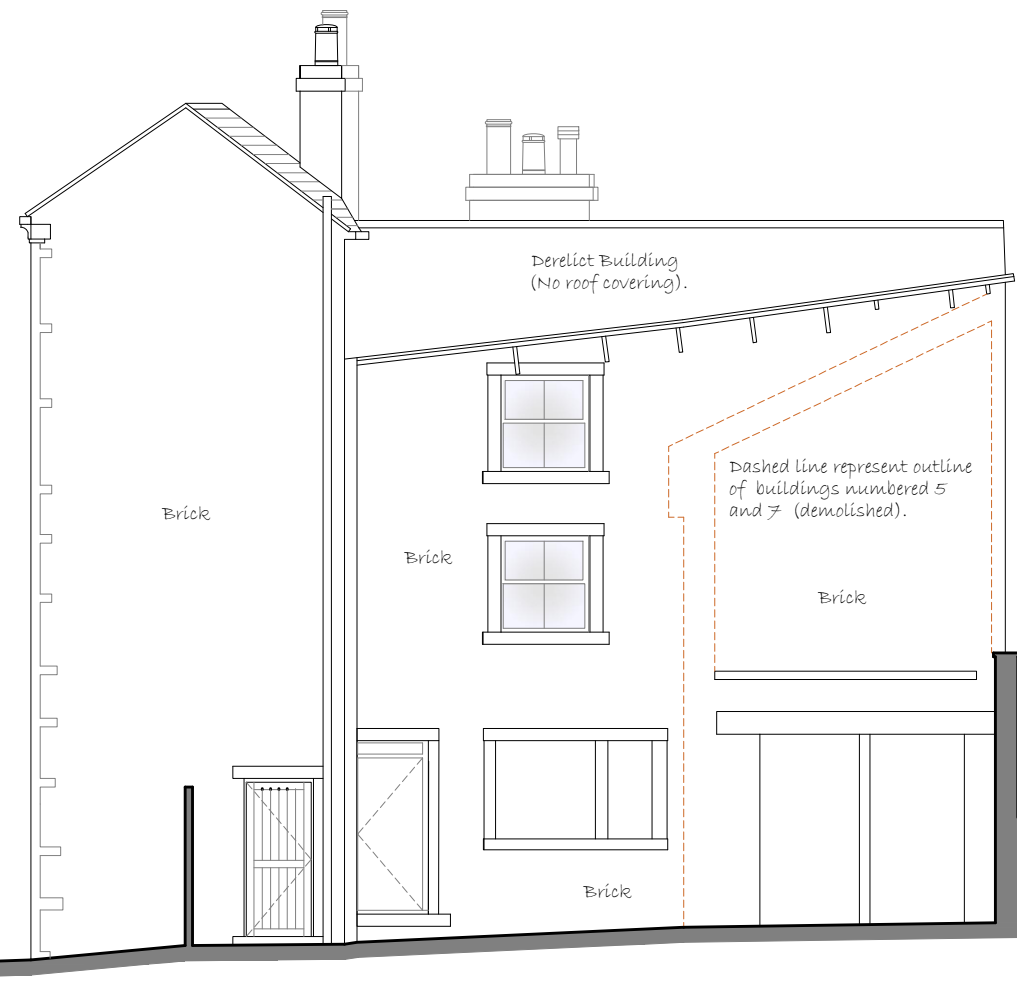 Derelict Building
(No roof covering).
Dashed line represent outline
of buildings numbered 5
and 7 (demolished).
Brick
Brick
Brick
Brick